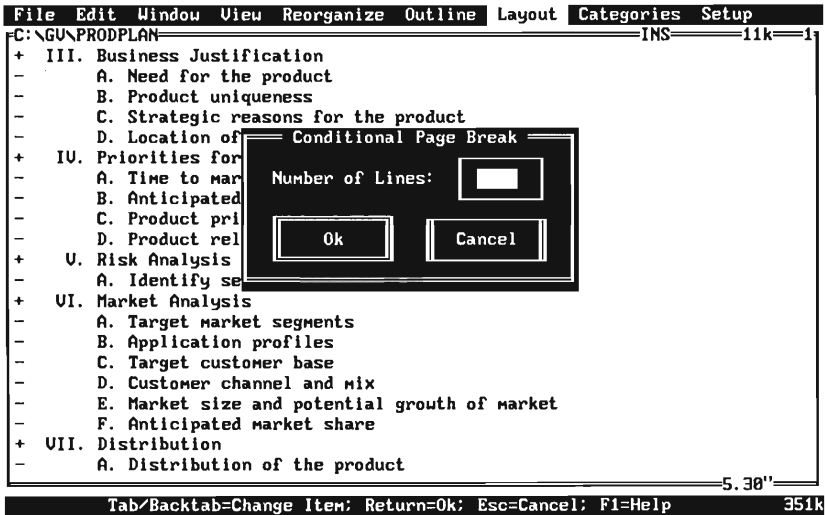 File Edit Window View Reorganize Outline Layout Categories Setup
C:\GV\PRODPLAN INS 11k 1
+ III. Business Justification
- A. Need for the product
- B. Product uniqueness
- C. Strategic reasons for the product
- D. Location of
Conditional Page Break
+ IV. Priorities for
- A. Time to mar
Number of Lines:
- B. Anticipated
- C. Product pri
- D. Product rel
Ok Cancel
+ V. Risk Analysis
- A. Identify se
+ VI. Market Analysis
- A. Target market segments
- B. Application profiles
- C. Target customer base
- D. Customer channel and mix
- E. Market size and potential growth of market
- F. Anticipated market share
+ VII. Distribution
- A. Distribution of the product
5.30"
Tab/Backtab=Change Item; Return=Ok; Esc=Cancel; F1=Help 351k